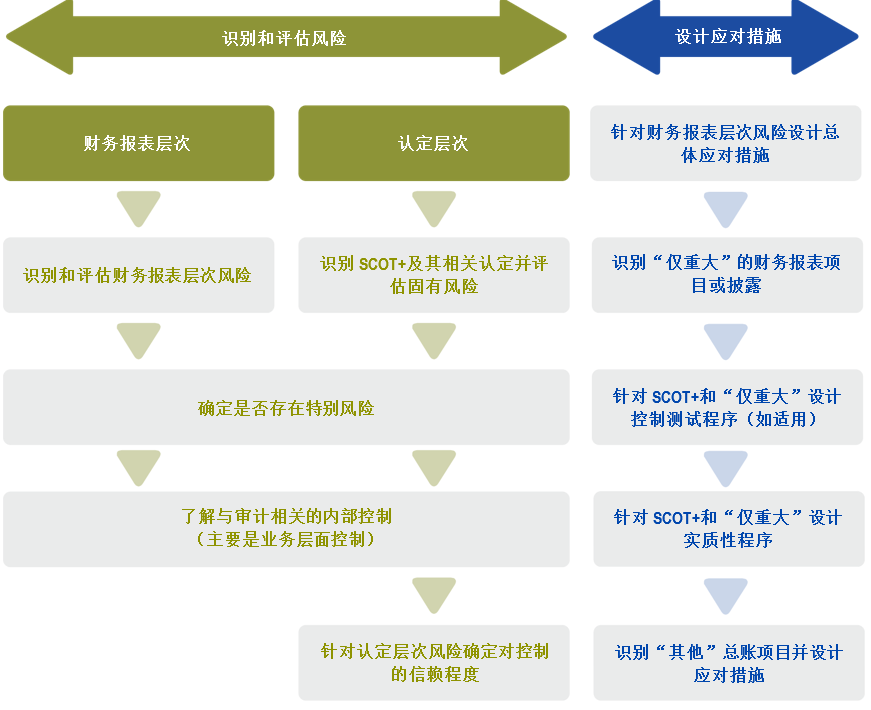 识别和评估风险
设计应对措施
财务报表层次
认定层次
针对财务报表层次风险设计总
体应对措施
识别和评估财务报表层次风险
识别 SCOT+及其相关认定并评
估固有风险
识别“仅重大”的财务报表项
目或披露
确定是否存在特别风险
针对 SCOT+和“仅重大”设计
控制测试程序（如适用）
了解与审计相关的内部控制
（主要是业务层面控制）
针对 SCOT+和“仅重大”设计
实质性程序
针对认定层次风险确定对控制
的信赖程度
识别“其他”总账项目并设计
应对措施